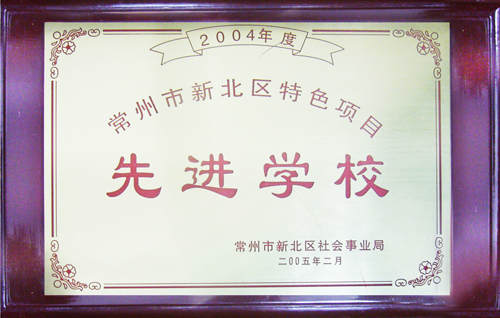 2004年度
常州市新北区特色项目
先进学校
常州市新北区社会事业局
二00五年二月